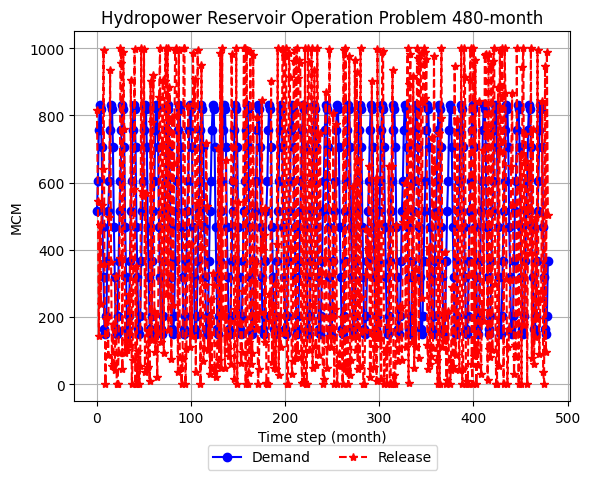 Hydropower Reservoir Operation Problem 480-month
1000
800
600
400
200
0
MCM
0 100 200 300 400 500
Time step (month)
Demand Release